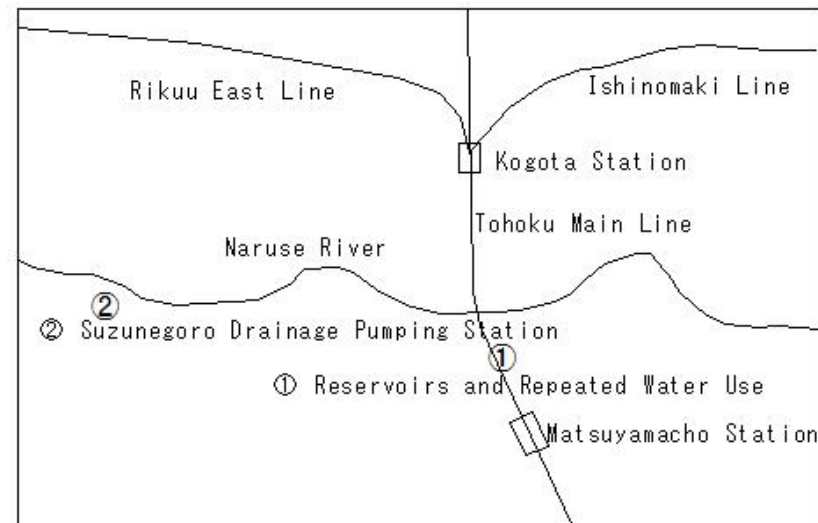 Rikuu East Line
Ishinomaki Line
Kogota Station
Tohoku Main Line
Naruse River
②
② Suzunegoro Drainage Pumping Station
①
① Reservoirs and Repeated Water Use
Matsuyamacho Station